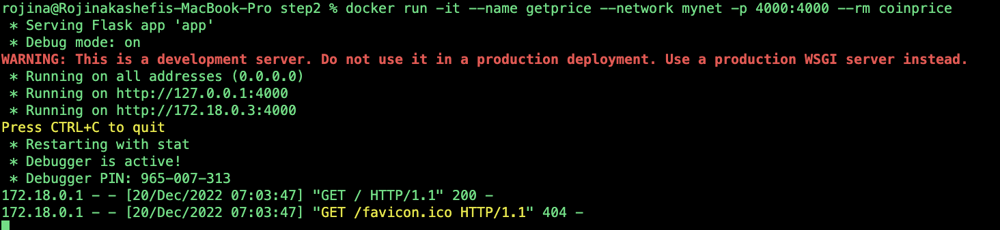 rojina@Rojinakashefis-MacBook-Pro step2 % docker run -it --name getprice --network mynet -p 4000:4000 --rm coinprice
* Serving Flask app 'app'
* Debug mode: on
WARNING: This is a development server. Do not use it in a production deployment. Use a production WSGI server instead.
* Running on all addresses (0.0.0.0)
* Running on http://127.0.0.1:4000
* Running on http://172.18.0.3:4000
Press CTRL+C to quit
* Restarting with stat
* Debugger is active!
* Debugger PIN: 965-007-313
172.18.0.1 - - [20/Dec/2022 07:03:47] "GET / HTTP/1.1" 200 -
172.18.0.1 - - [20/Dec/2022 07:03:47] "GET /favicon.ico HTTP/1.1" 404 -